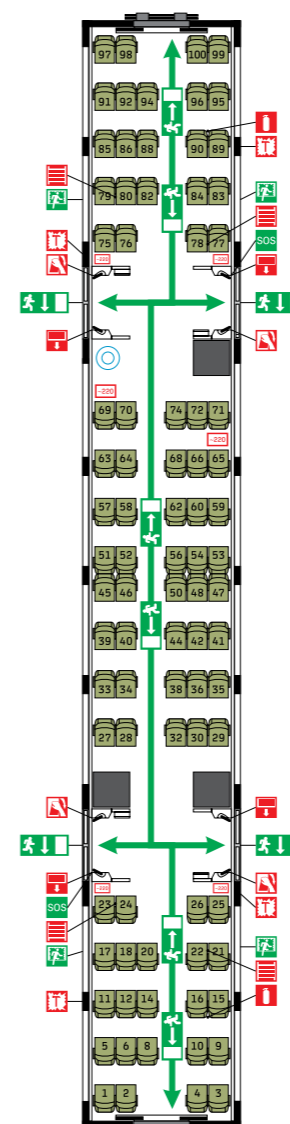 97 98 100 99
91 92 94 96 95
85 86 88 90 89
T
79 80 82 84 83
75 76 78 77
SOS
T
~220 ~220
~220
69 70 74 72 71
~220
63 64 68 66 65
57 58 62 60 59
51 52 56 54 53
45 46 50 48 47
39 40 44 42 41
33 34 38 36 35
27 28 32 30 29
~220 ~220
SOS
23 24 26 25
T
17 18 20 22 21
T
11 12 14 16 15
5 6 8 10 9
1 2 4 3